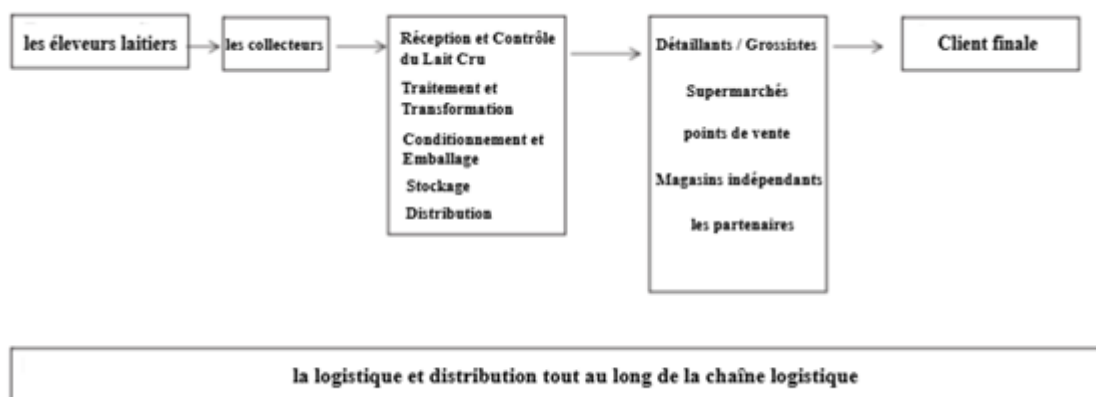 les éleveurs laitiers
les collecteurs
Réception et Contrôle
du Lait Cru
Traitement et
Transformation
Conditionnement et
Emballage
Stockage
Distribution
Détaillants / Grossistes
Supermarchés
points de vente
Magasins indépendants
les partenaires
Client finale
la logistique et distribution tout au long de la chaîne logistique